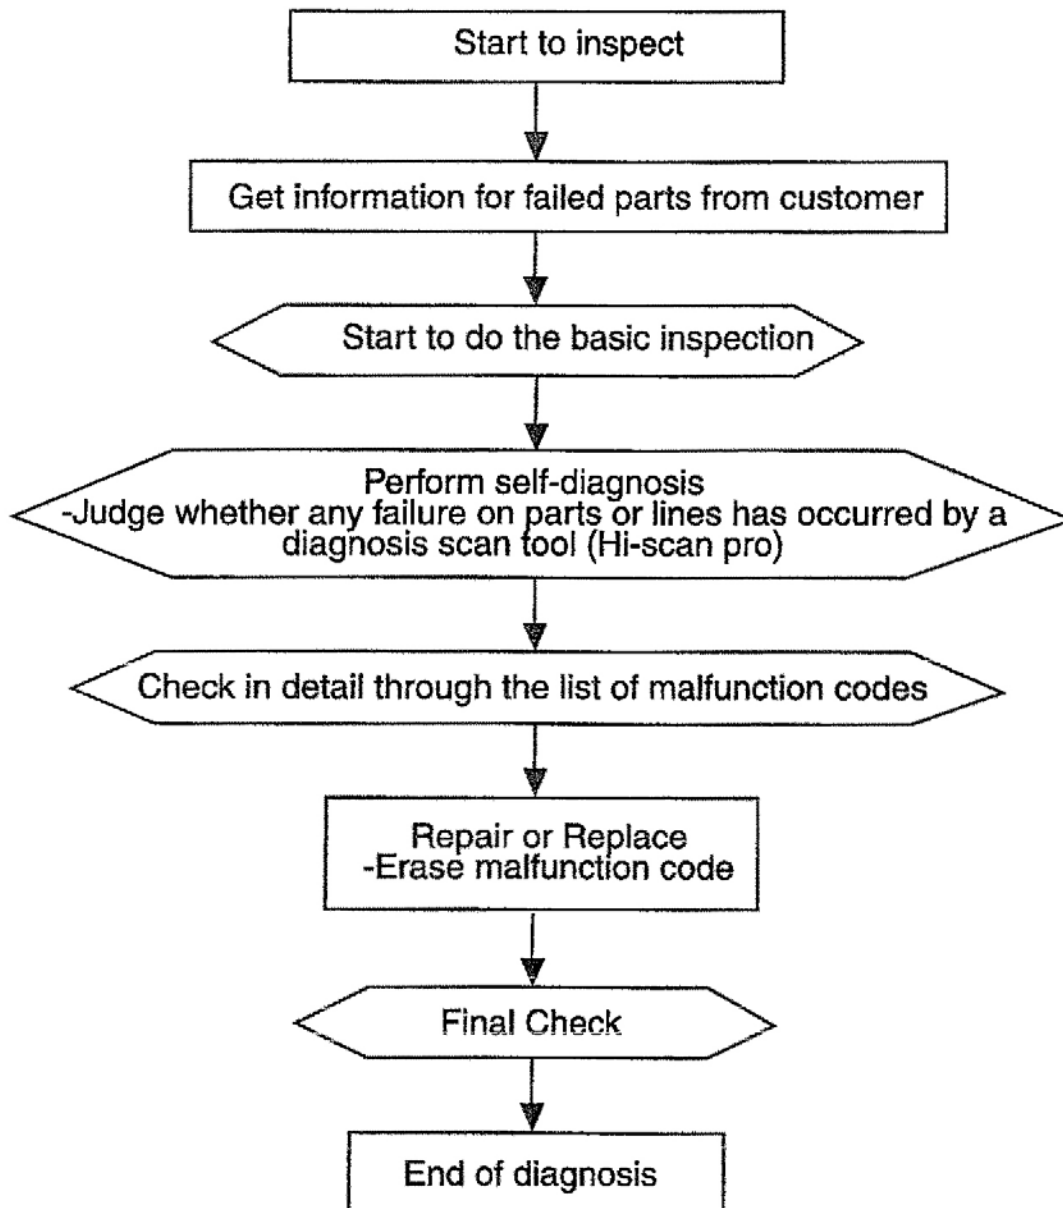 Start to inspect
Get information for failed parts from customer
Start to do the basic inspection
Perform self-diagnosis
-Judge whether any failure on parts or lines has occurred by a
diagnosis scan tool (Hi-scan pro)
Check in detail through the list of malfunction codes
Repair or Replace
-Erase malfunction code
Final Check
End of diagnosis